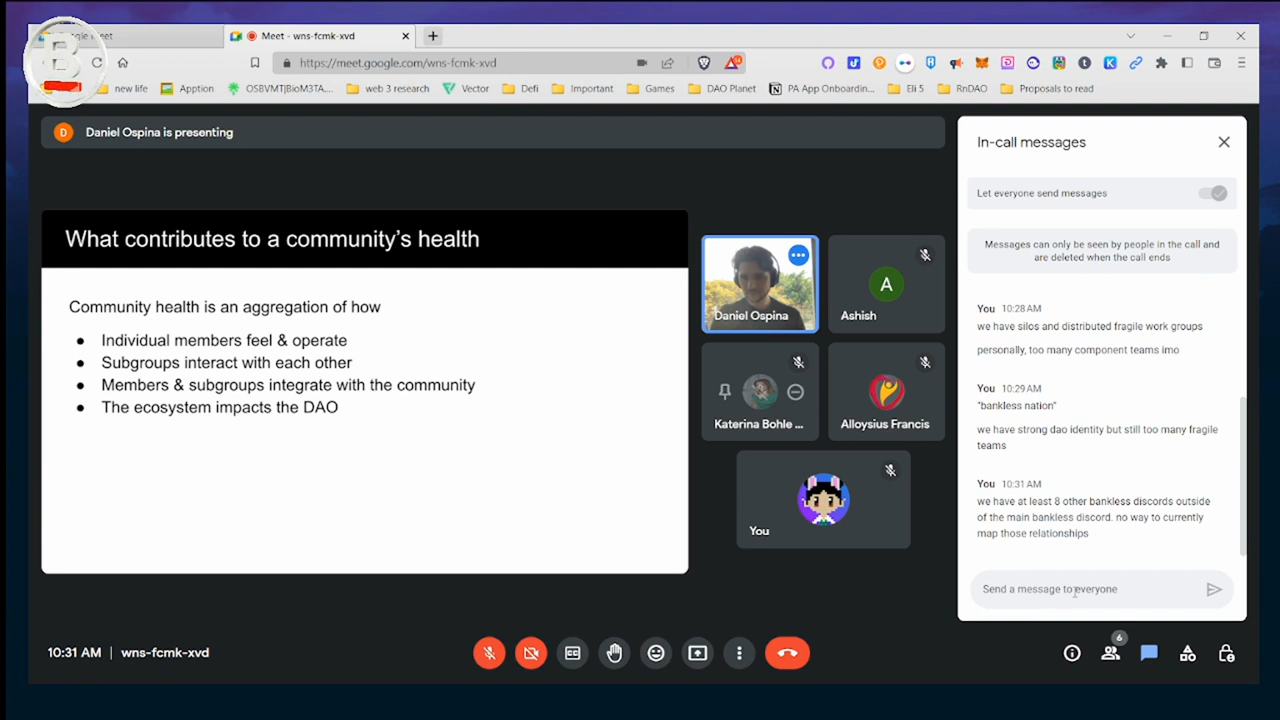 B
Meet - wns-fcmk-xvd
https://meet.google.com/wns-fcmk-xvd
new life
Apption
OSBVMT|BioM3TA...
web 3 research
Vector
Defi
Important
Games
DAO Planet
PA App Onboardin...
Eli 5
RnDAO
Proposals to read
D
Daniel Ospina is presenting
What contributes to a community's health
Community health is an aggregation of how
• Individual members feel & operate
• Subgroups interact with each other
• Members & subgroups integrate with the community
• The ecosystem impacts the DAO
Daniel Ospina
A
Ashish
Katerina Bohle ...
Alloysius Francis
You
In-call messages
Let everyone send messages
Messages can only be seen by people in the call and
are deleted when the call ends
You 10:28 AM
we have silos and distributed fragile work groups
personally, too many component teams imo
You 10:29 AM
"bankless nation"
we have strong dao identity but still too many fragile
teams
You 10:31 AM
we have at least 8 other bankless discords outside
of the main bankless discord. no way to currently
map those relationships
Send a message to everyone
10:31 AM | wns-fcmk-xvd
6